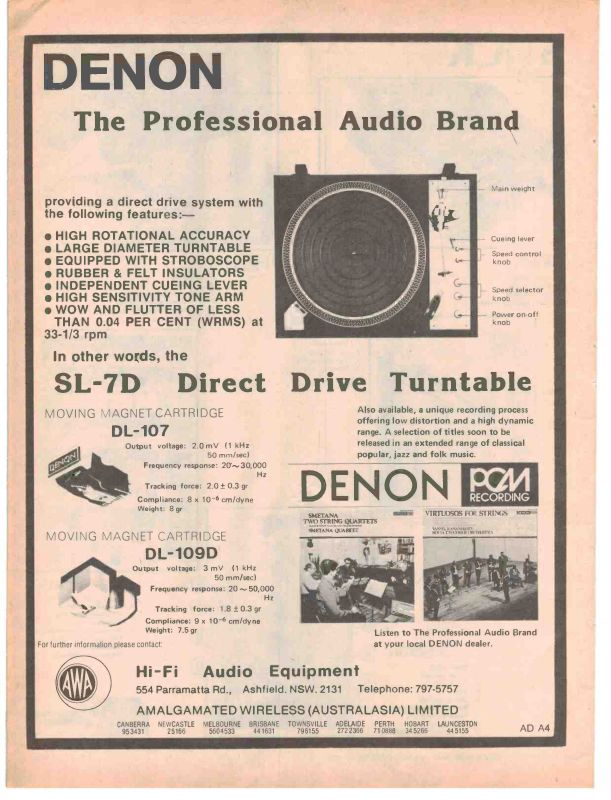 DENON
The Professional Audio Brand
providing a direct drive system with
the following features:—
● HIGH ROTATIONAL ACCURACY
● LARGE DIAMETER TURNTABLE
● EQUIPPED WITH STROBOSCOPE
● RUBBER & FELT INSULATORS
● INDEPENDENT CUEING LEVER
● HIGH SENSITIVITY TONE ARM
● WOW AND FLUTTER OF LESS
THAN 0.04 PER CENT (WRMS) at
33-1/3 rpm
Main weight
Cueing lever
Speed control
knob
Speed selector
knob
Power on-off
knob
In other words, the
SL-7D Direct Drive Turntable
MOVING MAGNET CARTRIDGE
DL-107
Output voltage: 2.0mV (1 kHz
50 mm/sec)
Frequency response: 20~30,000
Hz
Tracking force: 2.0 ± 0.3 gr
Compliance: 8 x 10⁻⁶ cm/dyne
Weight: 8 gr
DENON
MOVING MAGNET CARTRIDGE
DL-109D
Output voltage: 3 mV (1 kHz
50 mm/sec)
Frequency response: 20 ~ 50,000
Hz
Tracking force: 1.8 ± 0.3 gr
Compliance: 9 x 10⁻⁶ cm/dyne
Weight: 7.5 gr
Also available, a unique recording process
offering low distortion and a high dynamic
range. A selection of titles soon to be
released in an extended range of classical
popular, jazz and folk music.
DENON PCM
RECORDING
SMETANA
TWO STRING QUARTETS
SMETANA QUARTET
VIRTUOSOS FOR STRINGS
Listen to The Professional Audio Brand
at your local DENON dealer.
For further information please contact:
AWA
Hi-Fi Audio Equipment
554 Parramatta Rd., Ashfield. NSW. 2131 Telephone: 797-5757
AMALGAMATED WIRELESS (AUSTRALASIA) LIMITED
CANBERRA NEWCASTLE MELBOURNE BRISBANE TOWNSVILLE ADELAIDE PERTH HOBART LAUNCESTON
953431 25166 5604533 441631 796155 2722366 710888 345266 445155
AD A4